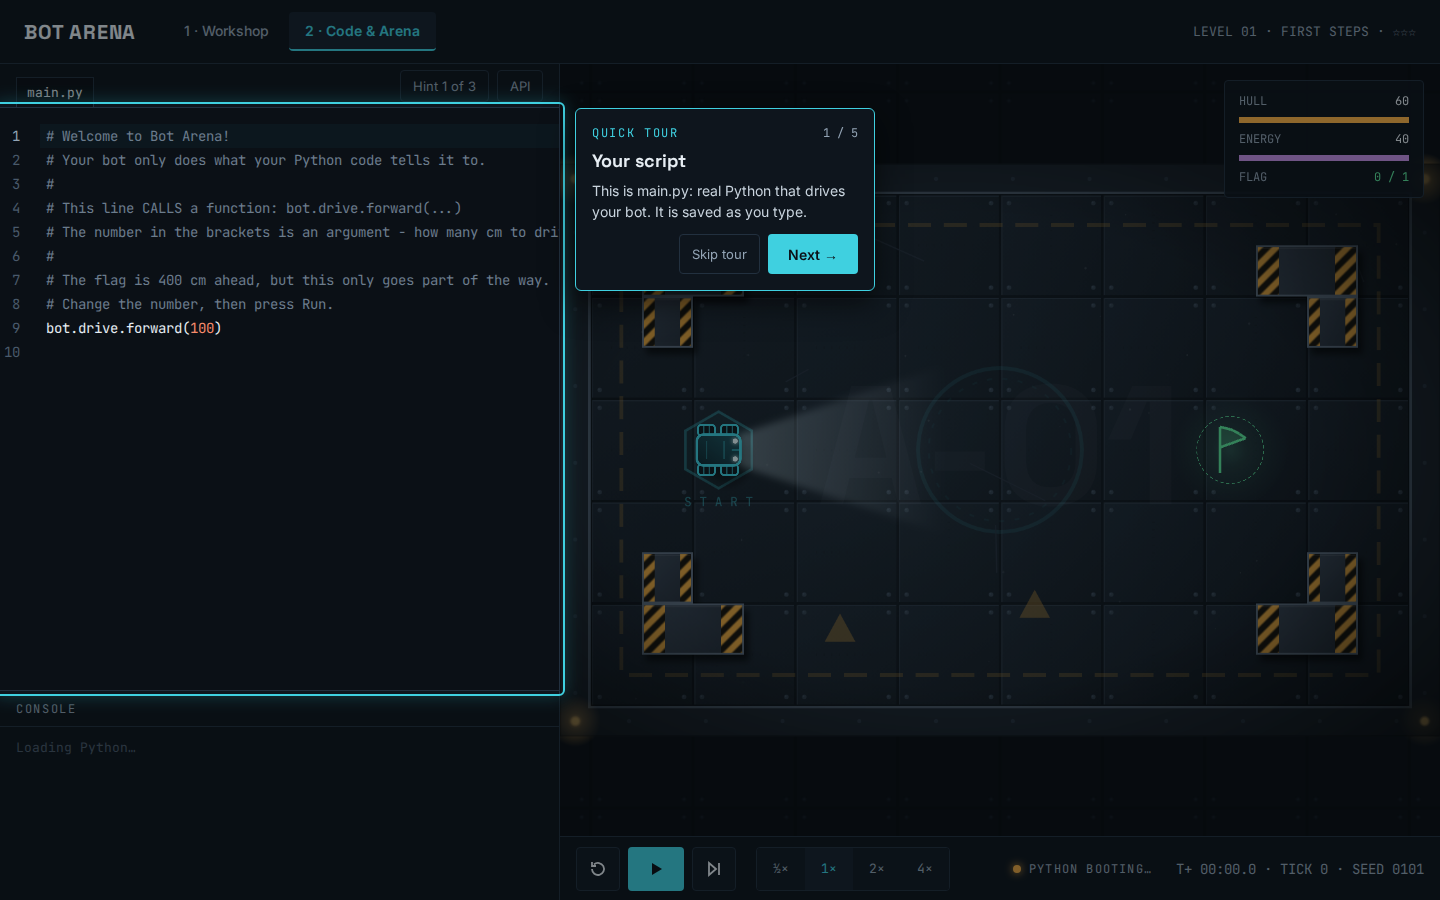 BOT ARENA
1 · Workshop
2 · Code & Arena
LEVEL 01 · FIRST STEPS · ☆☆☆
main.py
Hint 1 of 3
API
1 # Welcome to Bot Arena!
2 # Your bot only does what your Python code tells it to.
3 #
4 # This line CALLS a function: bot.drive.forward(...)
5 # The number in the brackets is an argument - how many cm to dri
6 #
7 # The flag is 400 cm ahead, but this only goes part of the way.
8 # Change the number, then press Run.
9 bot.drive.forward(100)
10
CONSOLE
Loading Python…
QUICK TOUR 1 / 5
Your script
This is main.py: real Python that drives
your bot. It is saved as you type.
Skip tour
Next →
HULL 60
ENERGY 40
FLAG 0 / 1
A-01
START
½× 1× 2× 4×
PYTHON BOOTING…
T+ 00:00.0 · TICK 0 · SEED 0101